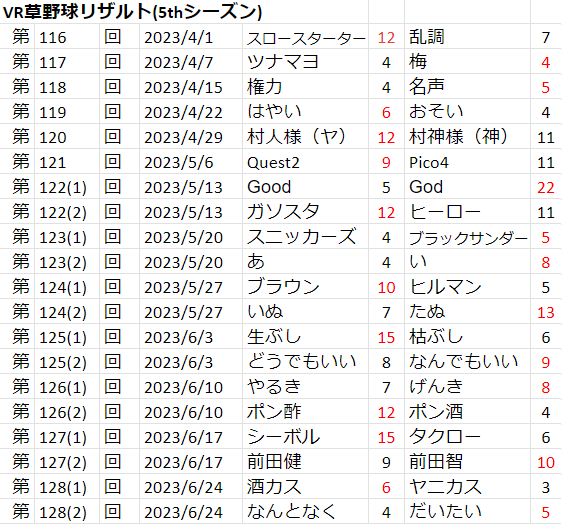 VR草野球リザルト(5thシーズン)
第 116 回 2023/4/1 スロースターター 12 乱調 7
第 117 回 2023/4/7 ツナマヨ 4 梅 4
第 118 回 2023/4/15 権力 4 名声 5
第 119 回 2023/4/22 はやい 6 おそい 4
第 120 回 2023/4/29 村人様（ヤ） 12 村神様（神） 11
第 121 回 2023/5/6 Quest2 9 Pico4 11
第 122(1) 回 2023/5/13 Good 5 God 22
第 122(2) 回 2023/5/13 ガソスタ 12 ヒーロー 11
第 123(1) 回 2023/5/20 スニッカーズ 4 ブラックサンダー 5
第 123(2) 回 2023/5/20 あ 4 い 8
第 124(1) 回 2023/5/27 ブラウン 10 ヒルマン 5
第 124(2) 回 2023/5/27 いぬ 7 たぬ 13
第 125(1) 回 2023/6/3 生ぶし 15 枯ぶし 6
第 125(2) 回 2023/6/3 どうでもいい 8 なんでもいい 9
第 126(1) 回 2023/6/10 やるき 7 げんき 8
第 126(2) 回 2023/6/10 ポン酢 12 ポン酒 4
第 127(1) 回 2023/6/17 シーボル 15 タクロー 6
第 127(2) 回 2023/6/17 前田健 9 前田智 10
第 128(1) 回 2023/6/24 酒カス 6 ヤニカス 3
第 128(2) 回 2023/6/24 なんとなく 4 だいたい 5